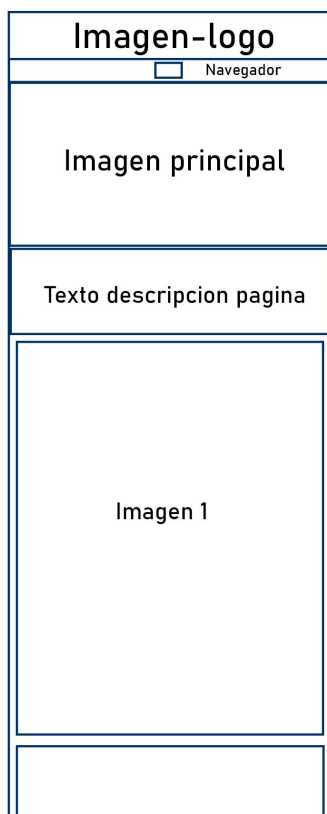 Imagen-logo
Navegador
Imagen principal
Texto descripcion pagina
Imagen 1